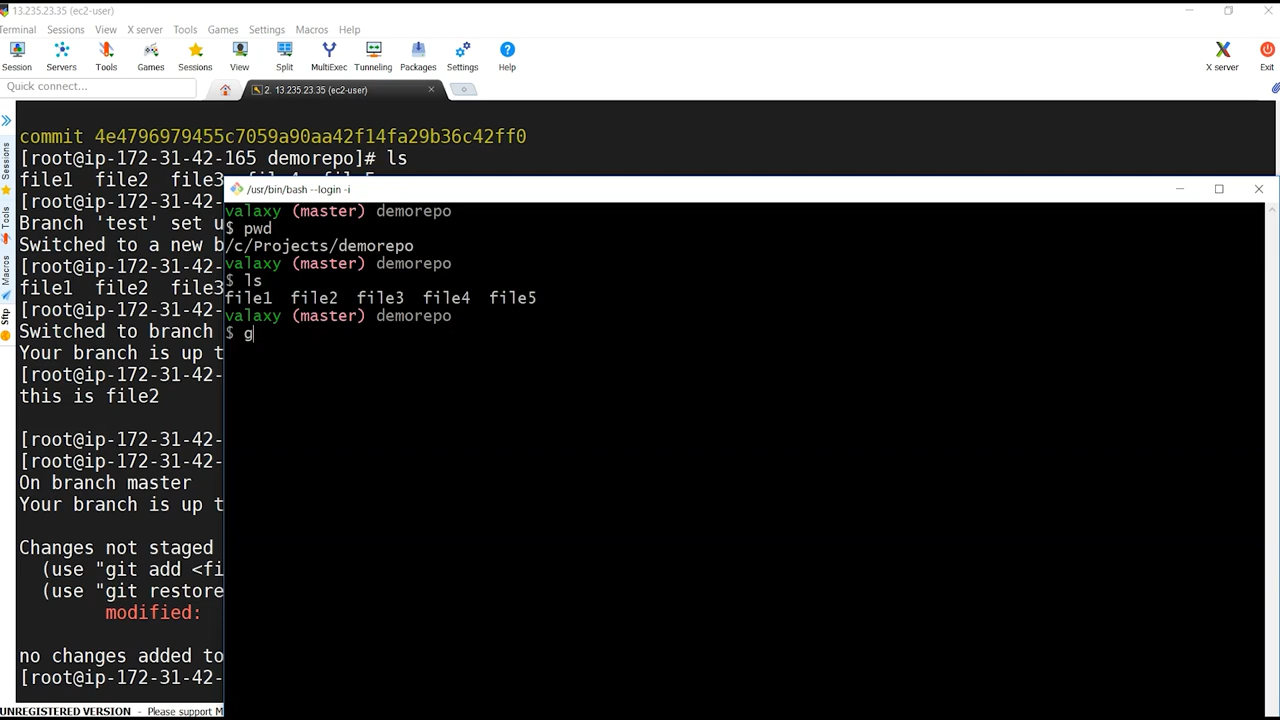 13.235.23.35 (ec2-user)
Terminal Sessions View X server Tools Games Settings Macros Help
Session Servers Tools Games Sessions View Split MultiExec Tunneling Packages Settings Help X server Exit
Quick connect...
2. 13.235.23.35 (ec2-user)
commit 4e4796979455c7059a90aa42f14fa29b36c42ff0
[root@ip-172-31-42-165 demorepo]# ls
file1 file2 file3 file4 file5
[root@ip-172-31-42-
Branch 'test' set u
Switched to a new b
[root@ip-172-31-42-
file1 file2 file3
[root@ip-172-31-42-
Switched to branch
Your branch is up t
[root@ip-172-31-42-
this is file2
[root@ip-172-31-42-
[root@ip-172-31-42-
On branch master
Your branch is up t
Changes not staged
(use "git add <fi
(use "git restore
modified:
no changes added to
[root@ip-172-31-42-
Sessions
Tools
Macros
Sftp
UNREGISTERED VERSION - Please support M
/usr/bin/bash --login -i
valaxy (master) demorepo
$ pwd
/c/Projects/demorepo
valaxy (master) demorepo
$ ls
file1 file2 file3 file4 file5
valaxy (master) demorepo
$ g